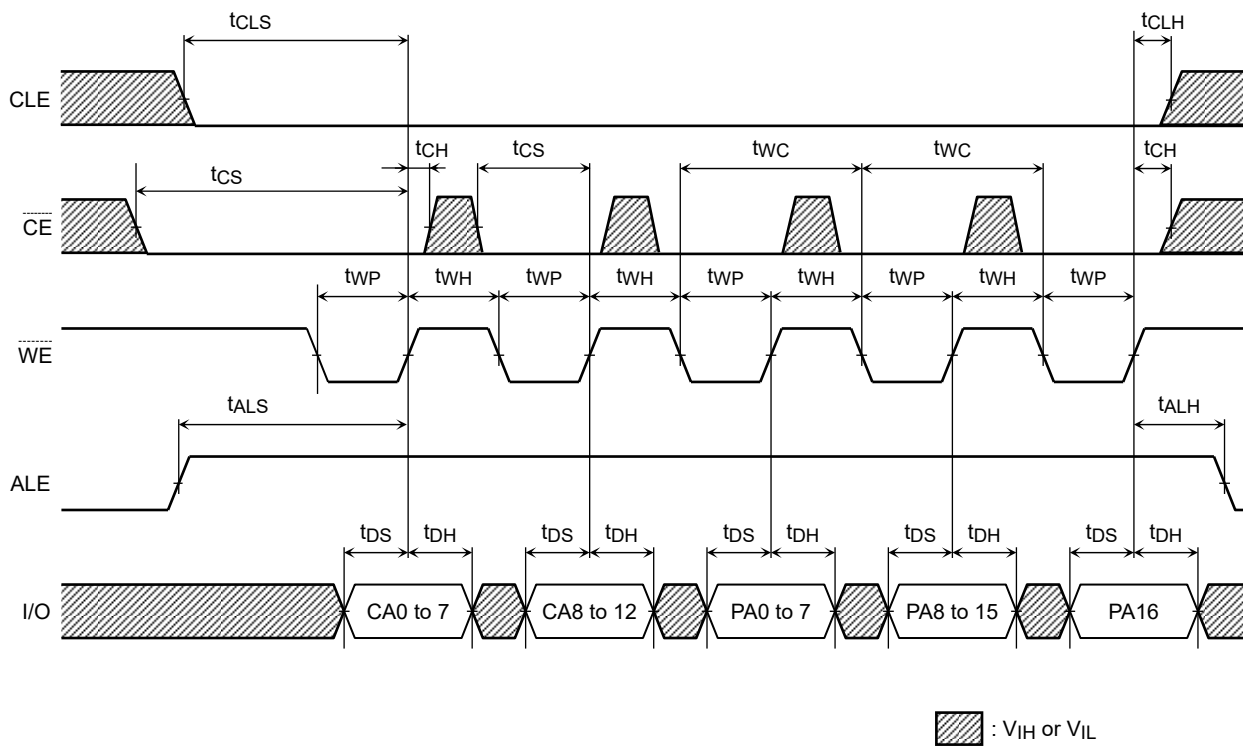 tCLS tCLH
CLE
tCH tCS tWC tWC tCH
tCS
CE
tWP tWH tWP tWH tWP tWH tWP tWH tWP
WE
tALS tALH
ALE
tDS tDH tDS tDH tDS tDH tDS tDH tDS tDH
I/O CA0 to 7 CA8 to 12 PA0 to 7 PA8 to 15 PA16
: VIH or VIL